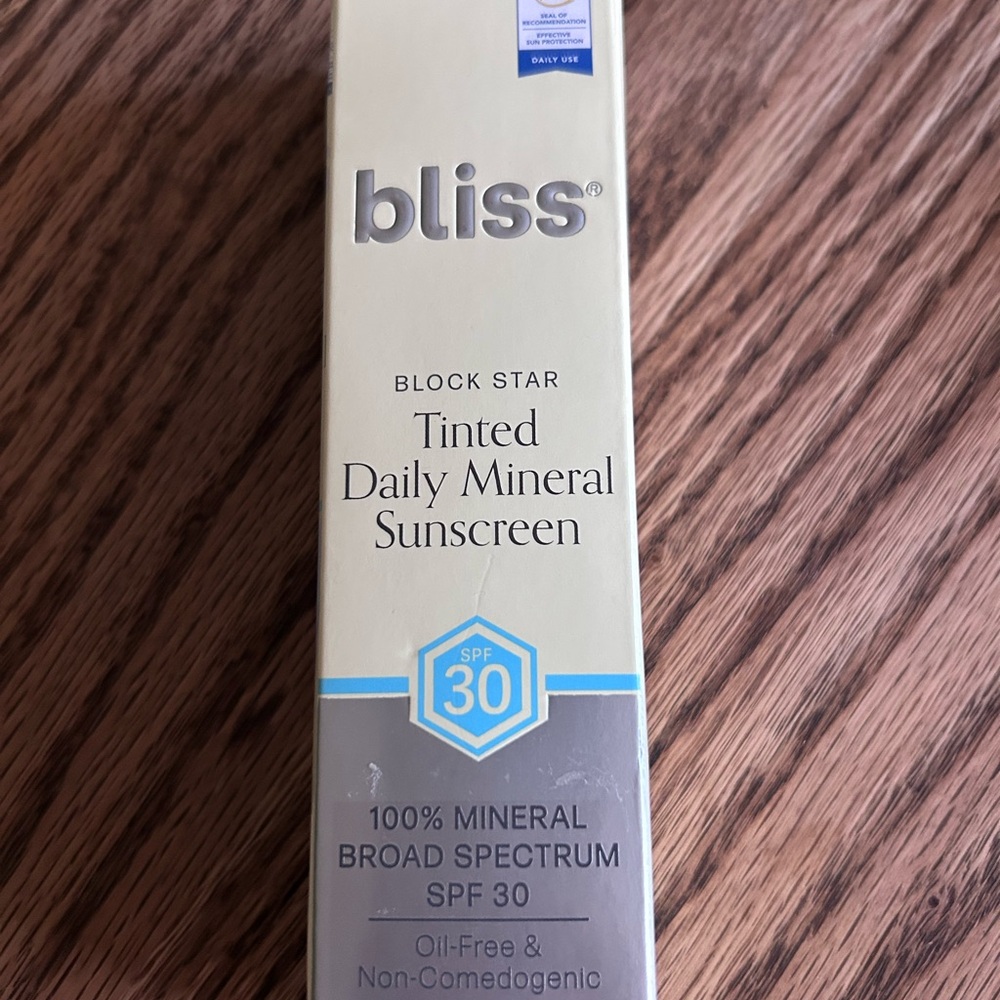 SEAL OF
RECOMMENDATION
EFFECTIVE
SUN PROTECTION
DAILY USE
bliss®
BLOCK STAR
Tinted
Daily Mineral
Sunscreen
SPF
30
100% MINERAL
BROAD SPECTRUM
SPF 30
Oil-Free &
Non-Comedogenic